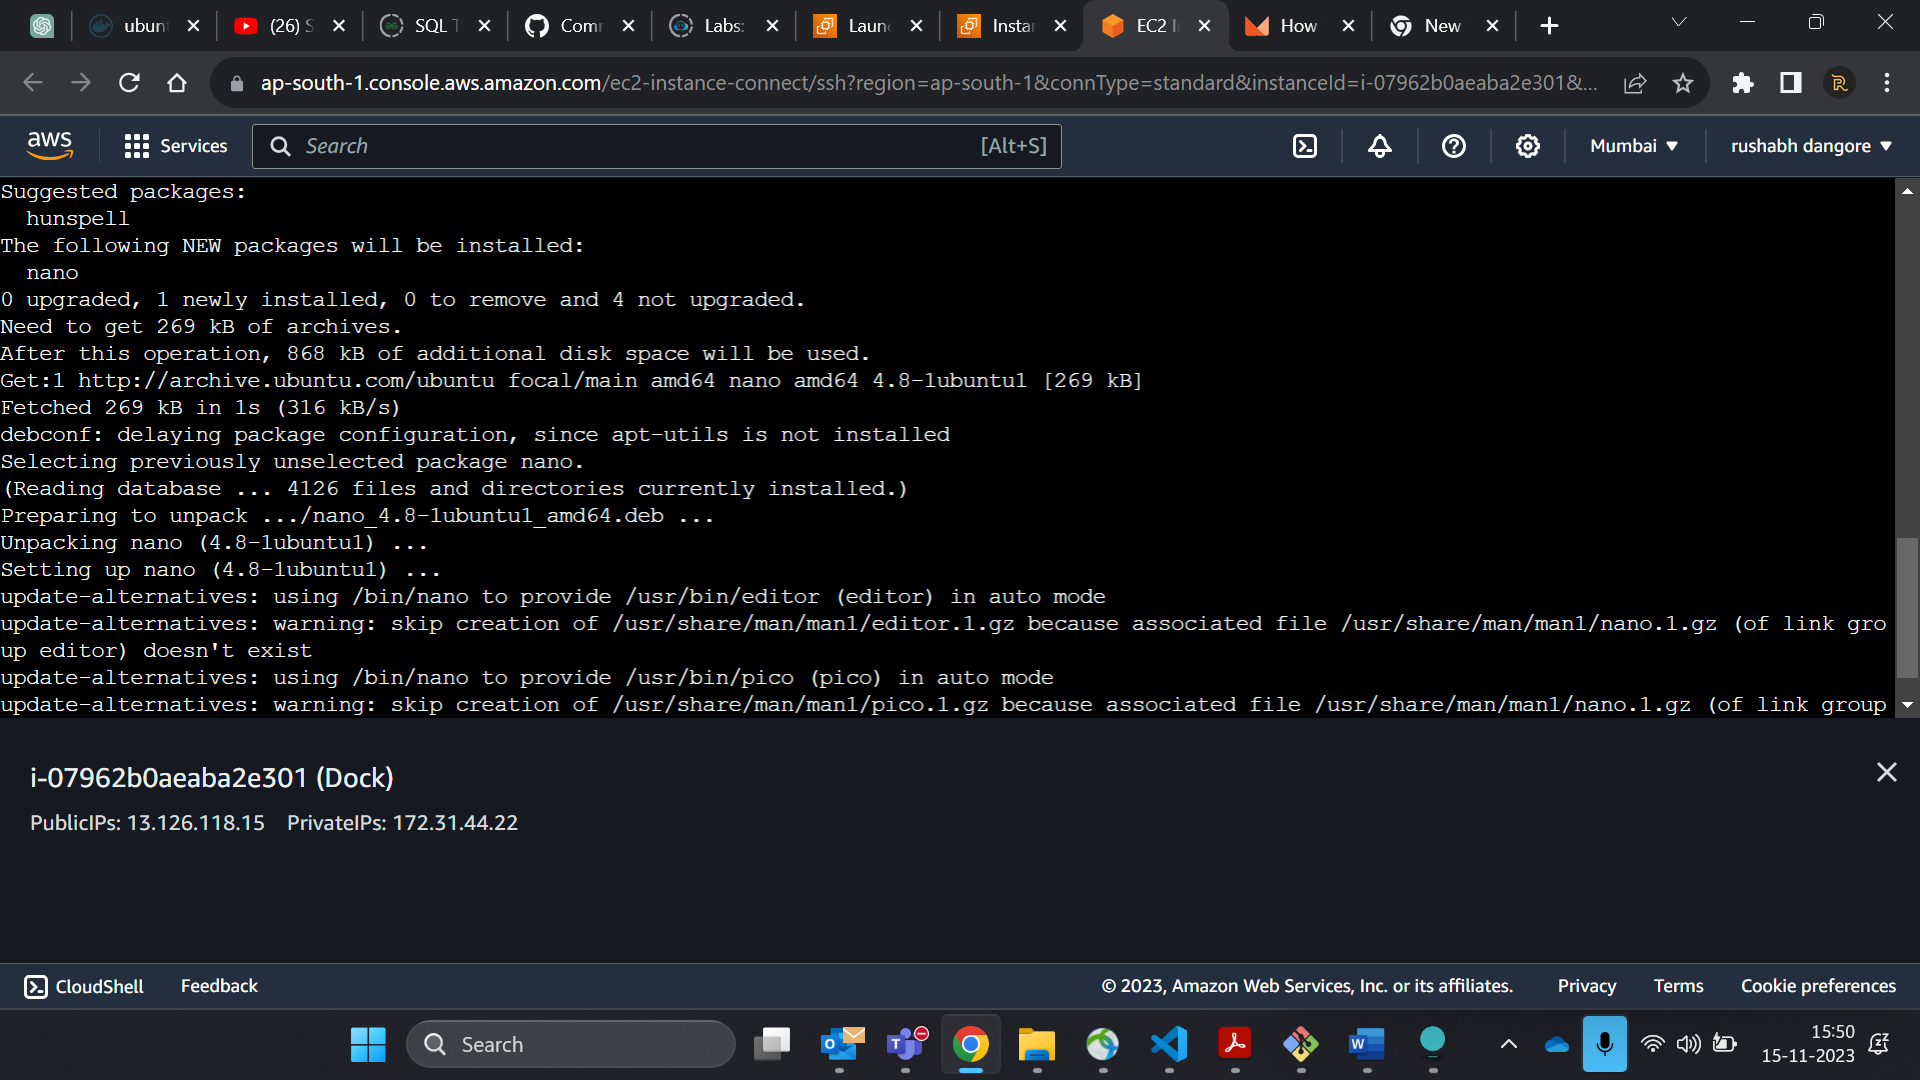 ubun
(26) S
SQL T
Comm
Labs:
Laun
Insta
EC2 I
How
New
ap-south-1.console.aws.amazon.com/ec2-instance-connect/ssh?region=ap-south-1&connType=standard&instanceId=i-07962b0aeaba2e301&...
aws
Services
Search
[Alt+S]
Mumbai
rushabh dangore
Suggested packages:
hunspell
The following NEW packages will be installed:
nano
0 upgraded, 1 newly installed, 0 to remove and 4 not upgraded.
Need to get 269 kB of archives.
After this operation, 868 kB of additional disk space will be used.
Get:1 http://archive.ubuntu.com/ubuntu focal/main amd64 nano amd64 4.8-1ubuntu1 [269 kB]
Fetched 269 kB in 1s (316 kB/s)
debconf: delaying package configuration, since apt-utils is not installed
Selecting previously unselected package nano.
(Reading database ... 4126 files and directories currently installed.)
Preparing to unpack .../nano_4.8-1ubuntu1_amd64.deb ...
Unpacking nano (4.8-1ubuntu1) ...
Setting up nano (4.8-1ubuntu1) ...
update-alternatives: using /bin/nano to provide /usr/bin/editor (editor) in auto mode
update-alternatives: warning: skip creation of /usr/share/man/man1/editor.1.gz because associated file /usr/share/man/man1/nano.1.gz (of link gro
up editor) doesn't exist
update-alternatives: using /bin/nano to provide /usr/bin/pico (pico) in auto mode
update-alternatives: warning: skip creation of /usr/share/man/man1/pico.1.gz because associated file /usr/share/man/man1/nano.1.gz (of link group
i-07962b0aeaba2e301 (Dock)
PublicIPs: 13.126.118.15 PrivateIPs: 172.31.44.22
CloudShell
Feedback
© 2023, Amazon Web Services, Inc. or its affiliates.
Privacy
Terms
Cookie preferences
Search
15:50
15-11-2023